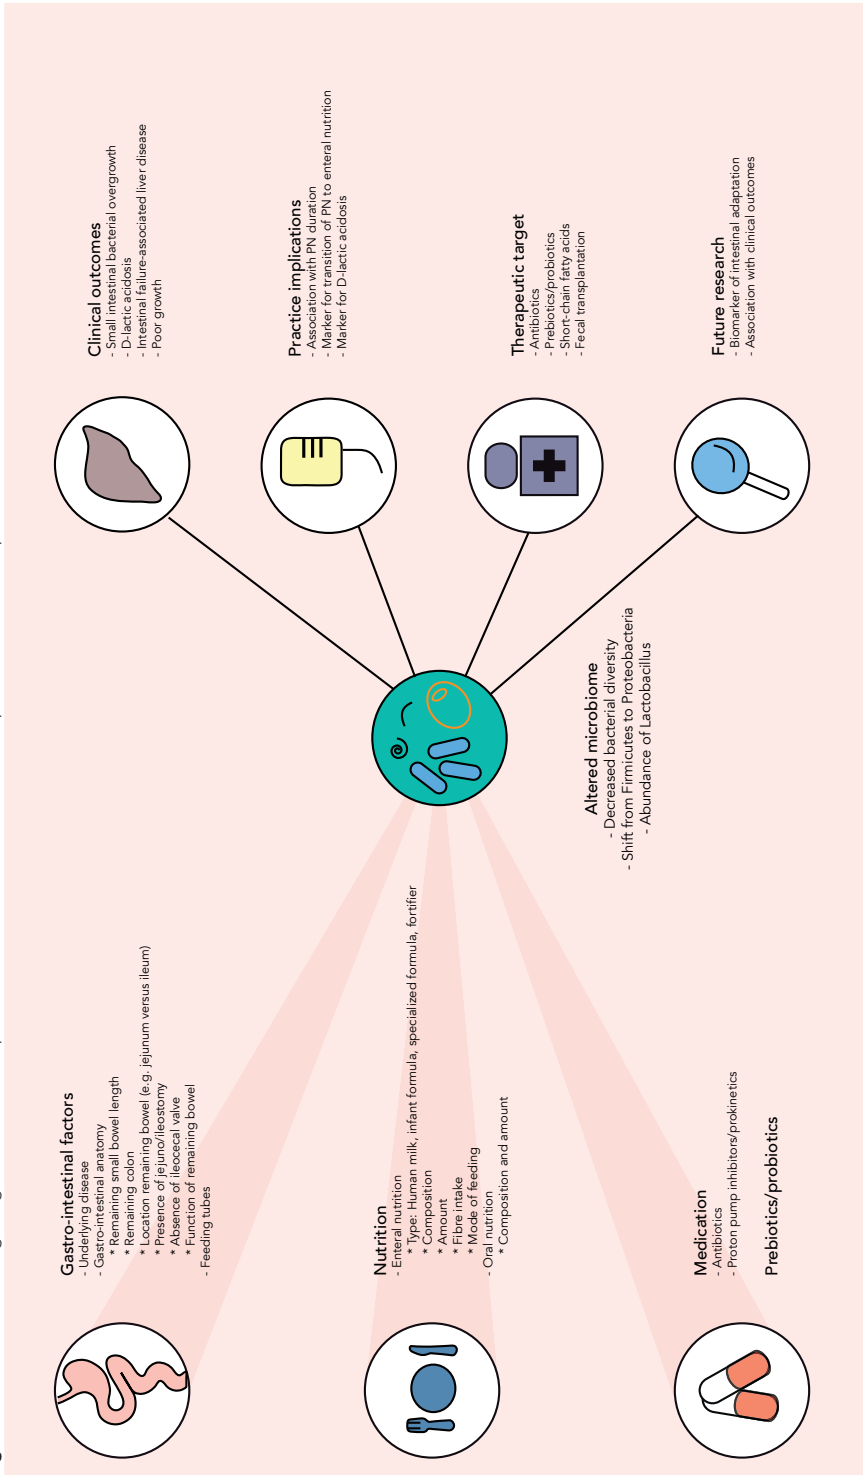 Gastro-intestinal factors
- Underlying disease
- Gastro-intestinal anatomy
* Remaining small bowel length
* Remaining colon
* Location remaining bowel (e.g. jejunum versus ileum)
* Presence of jejuno/ileostomy
* Absence of ileocecal valve
* Function of remaining bowel
- Feeding tubes
Nutrition
- Enteral nutrition
* Type: Human milk, infant formula, specialized formula, fortifier
* Composition
* Amount
* Fibre intake
* Mode of feeding
- Oral nutrition
* Composition and amount
Medication
- Antibiotics
- Proton pump inhibitors/prokinetics
Prebiotics/probiotics
Altered microbiome
- Decreased bacterial diversity
- Shift from Firmicutes to Proteobacteria
- Abundance of Lactobacillus
Clinical outcomes
- Small intestinal bacterial overgrowth
- D-lactic acidosis
- Intestinal failure-associated liver disease
- Poor growth
Practice implications
- Association with PN duration
- Marker for transition of PN to enteral nutrition
- Marker for D-lactic acidosis
Therapeutic target
- Antibiotics
- Prebiotics/probiotics
- Short-chain fatty acids
- Fecal transplantation
Future research
- Biomarker of intestinal adaptation
- Association with clinical outcomes